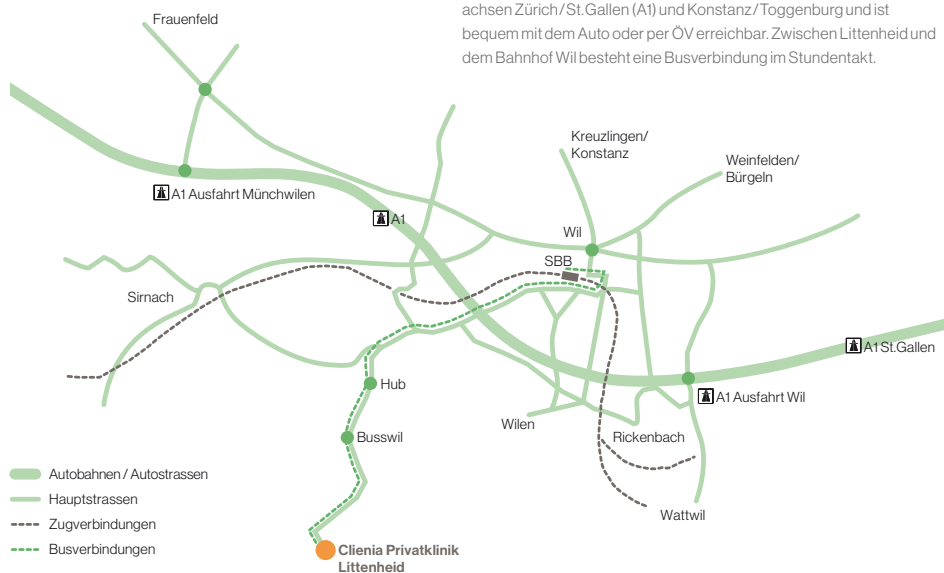 achsen Zürich/St.Gallen (A1) und Konstanz/Toggenburg und ist
bequem mit dem Auto oder per ÖV erreichbar. Zwischen Littenheid und
dem Bahnhof Wil besteht eine Busverbindung im Stundentakt.
Frauenfeld
Kreuzlingen/
Konstanz
Weinfelden/
Bürgeln
A1 Ausfahrt Münchwilen
A1
Wil
SBB
Sirnach
A1 St.Gallen
Hub
A1 Ausfahrt Wil
Wilen
Busswil
Rickenbach
Wattwil
Autobahnen / Autostrassen
Hauptstrassen
Zugverbindungen
Busverbindungen
Clienia Privatklinik
Littenheid